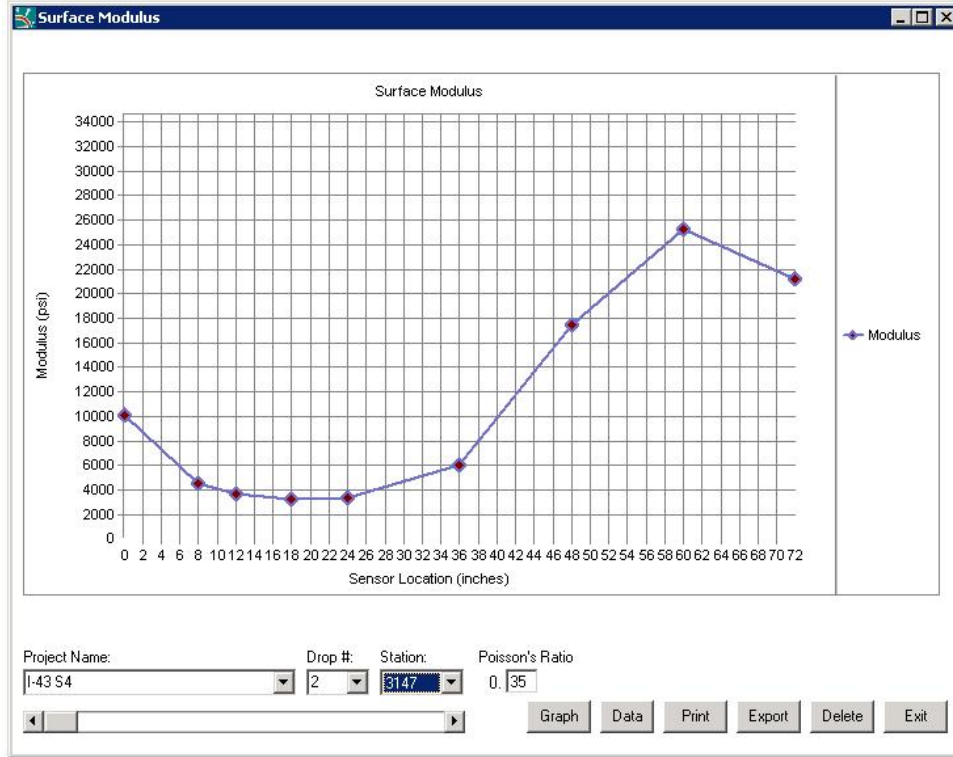 Surface Modulus
Surface Modulus
34000
32000
30000
28000
26000
24000
22000
20000
18000
16000
14000
12000
10000
8000
6000
4000
2000
0
Modulus (psi)
0 2 4 6 8 10 12 14 16 18 20 22 24 26 28 30 32 34 36 38 40 42 44 46 48 50 52 54 56 58 60 62 64 66 68 70 72
Sensor Location (inches)
Modulus
Project Name: Drop #: Station: Poisson's Ratio
I-43 S4 2 3147 0. 35
Graph Data Print Export Delete Exit